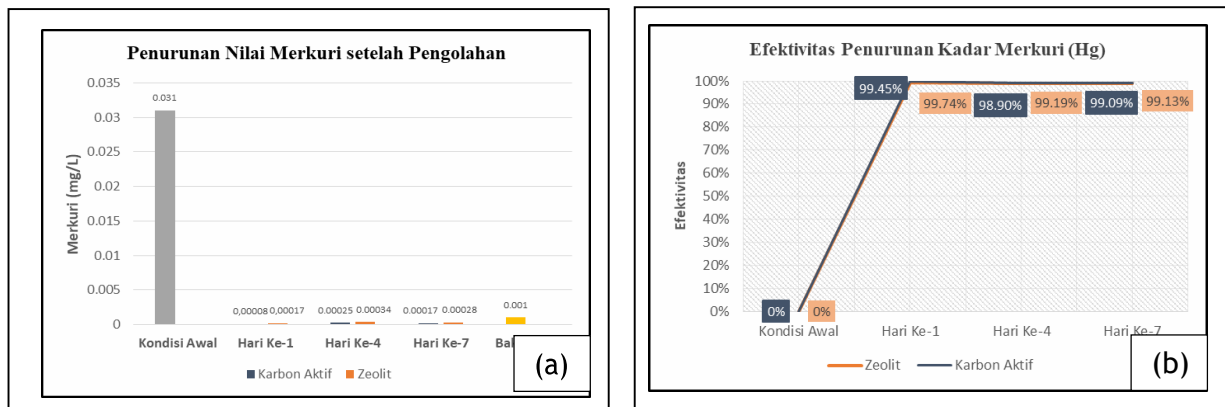 Penurunan Nilai Merkuri setelah Pengolahan
0.035
0.03
0.025
0.02
0.015
0.01
0.005
0
Merkuri (mg/L)
0.031
0,00008 0,00017
0.00025 0.00034
0.00017 0.00028
0.001
Kondisi Awal Hari Ke-1 Hari Ke-4 Hari Ke-7
Karbon Aktif Zeolit
(a)
Efektivitas Penurunan Kadar Merkuri (Hg)
100%
90%
80%
70%
60%
50%
40%
30%
20%
10%
0%
Efektivitas
0% 0%
99.45% 99.74% 98.90% 99.19% 99.09% 99.13%
Kondisi Awal Hari Ke-1 Hari Ke-4 Hari Ke-7
Zeolit Karbon Aktif
(b)